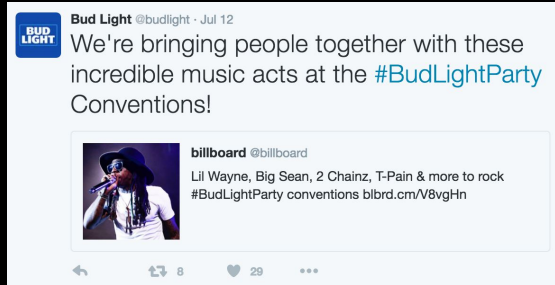 BUD
LIGHT
Bud Light @budlight · Jul 12
We're bringing people together with these
incredible music acts at the #BudLightParty
Conventions!
billboard @billboard
Lil Wayne, Big Sean, 2 Chainz, T-Pain & more to rock
#BudLightParty conventions blbrd.cm/V8vgHn
8 29